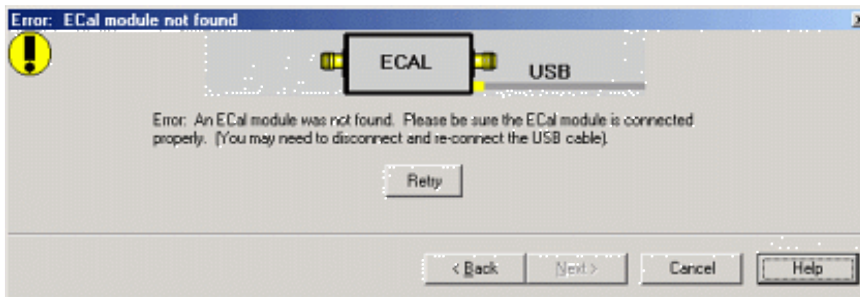 Error: ECal module not found
ECAL
USB
Error: An ECal module was not found. Please be sure the ECal module is connected
properly. (You may need to disconnect and re-connect the USB cable).
Retry
< Back
Next >
Cancel
Help